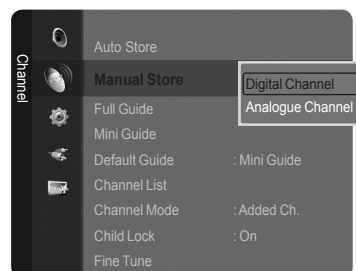 Channel
Auto Store
Manual Store
Digital Channel
Analogue Channel
Full Guide
Mini Guide
Default Guide : Mini Guide
Channel List
Channel Mode : Added Ch.
Child Lock : On
Fine Tune